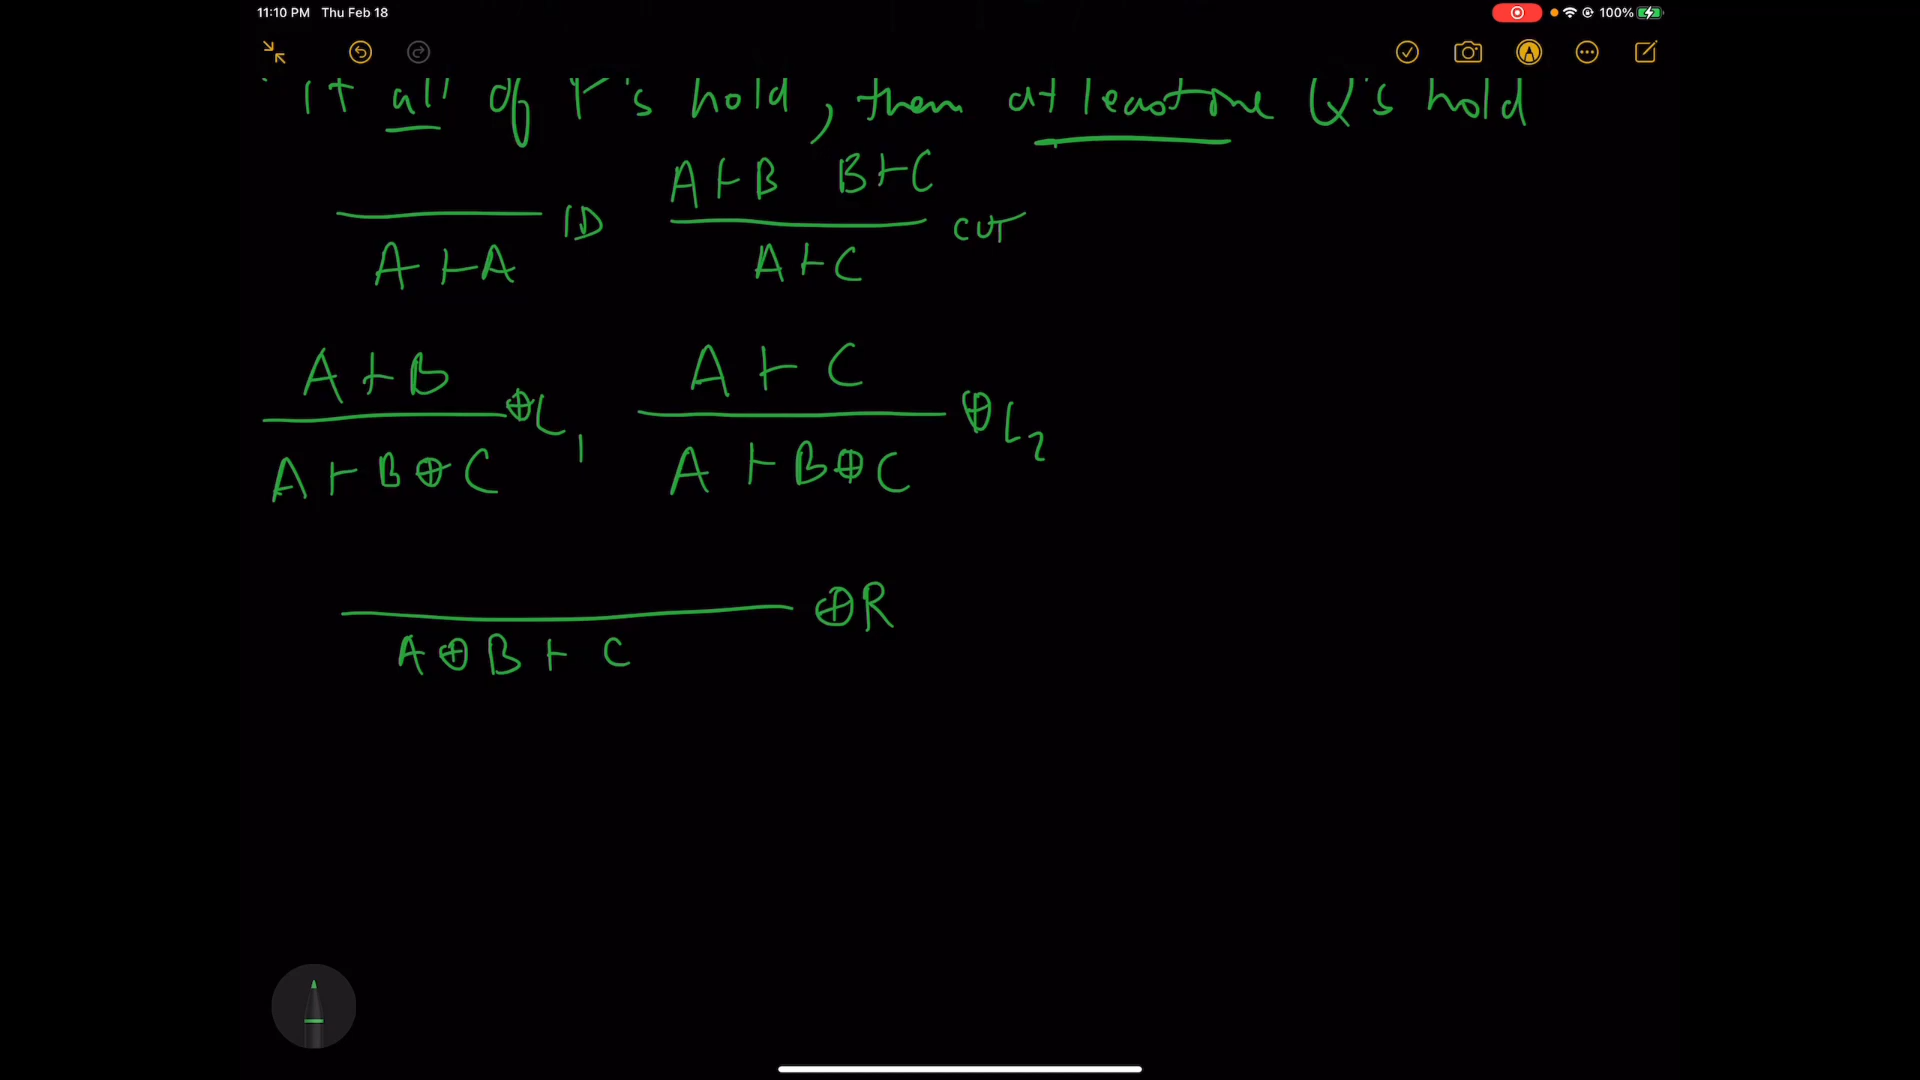 11:10 PM Thu Feb 18 100%
If all of P's hold, then at least one Q's hold
A ⊢ B B ⊢ C
ID CUT
A ⊢ A A ⊢ C
A ⊢ B A ⊢ C
⊕L₁ ⊕L₂
A ⊢ B ⊕ C A ⊢ B ⊕ C
⊕R
A ⊕ B ⊢ C